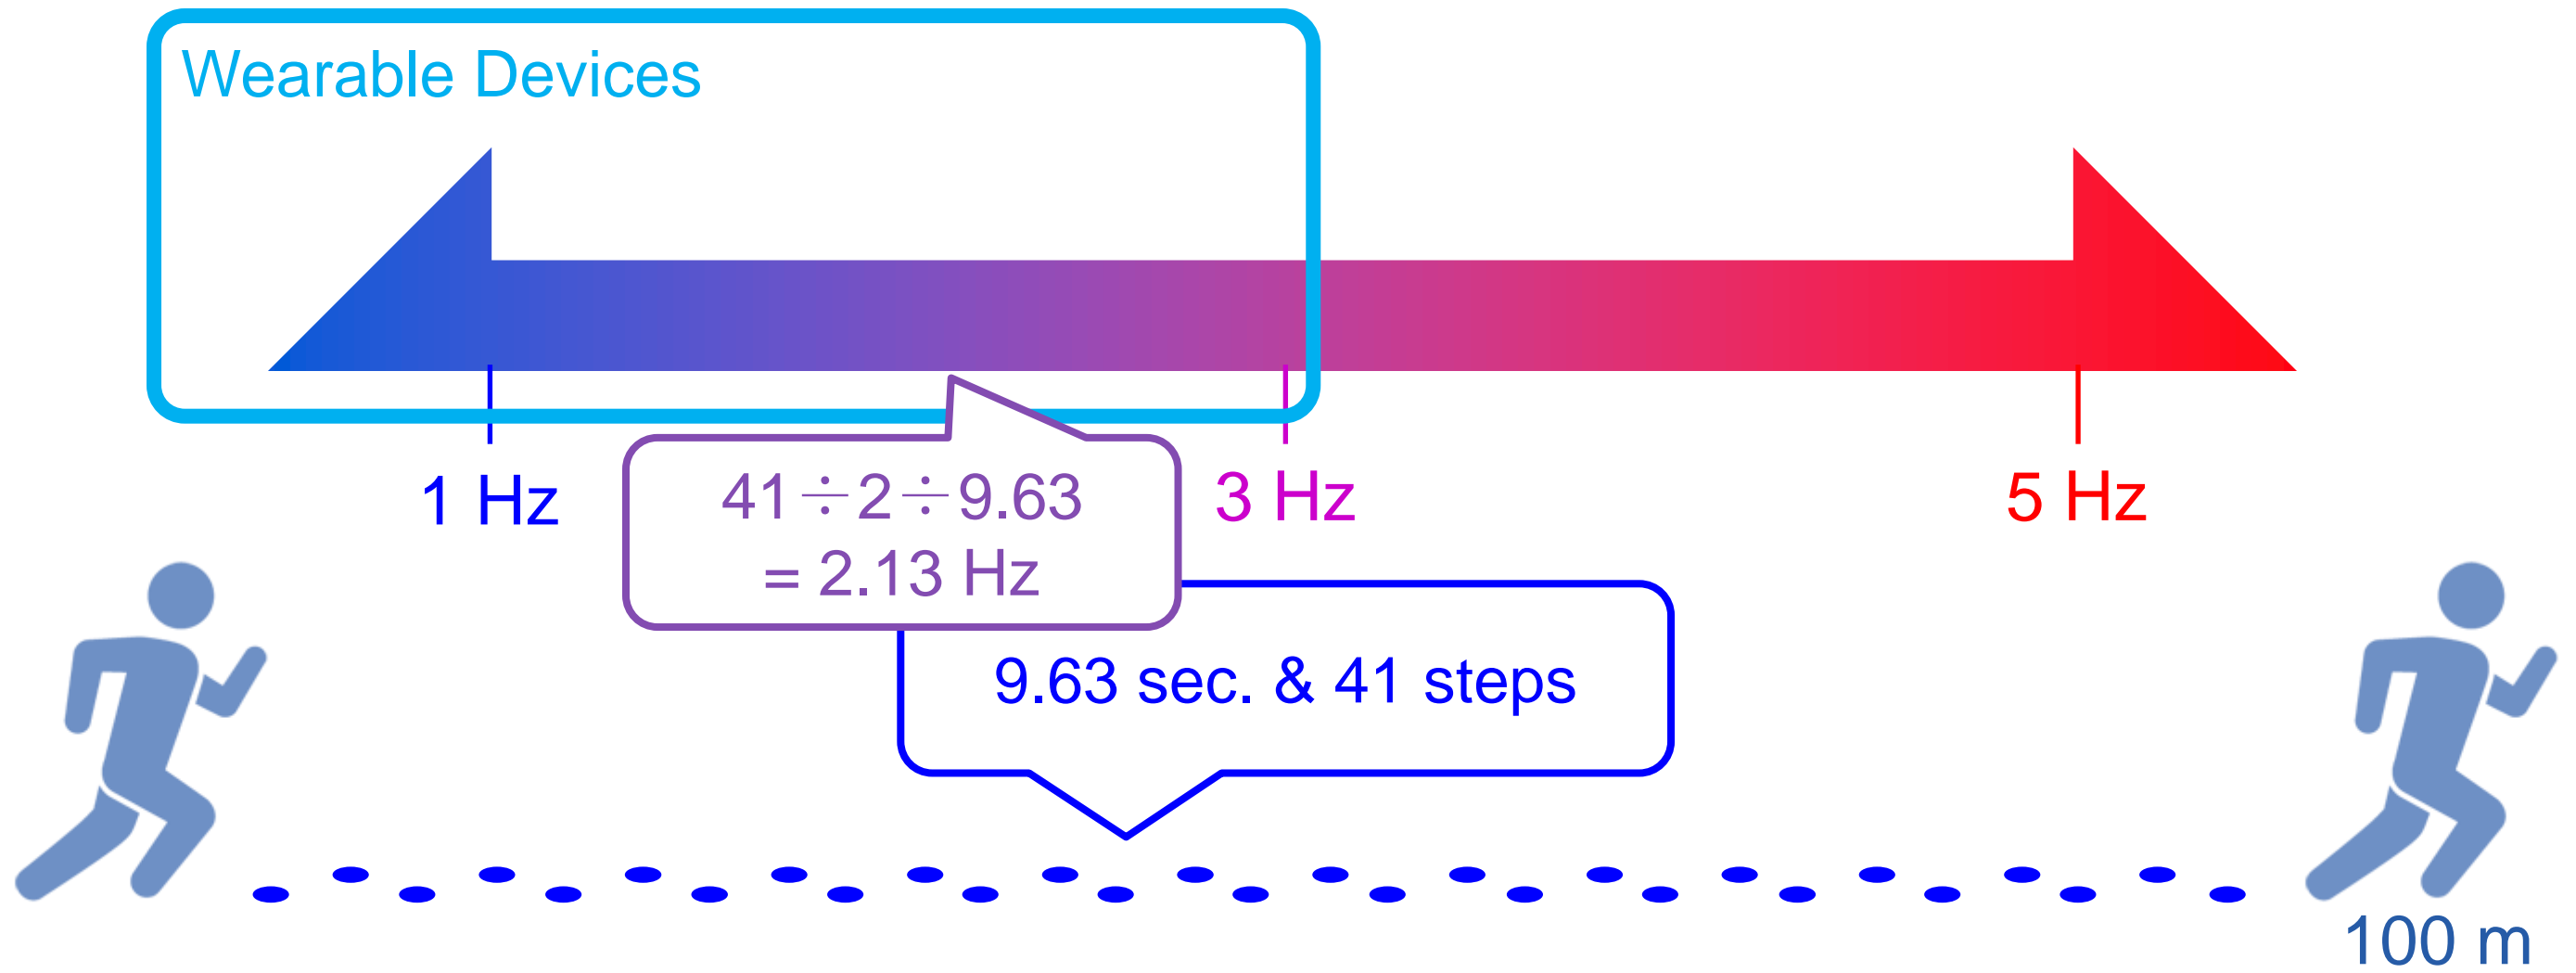 Wearable Devices
1 Hz
41÷2÷9.63
= 2.13 Hz
3 Hz
5 Hz
9.63 sec. & 41 steps
100 m